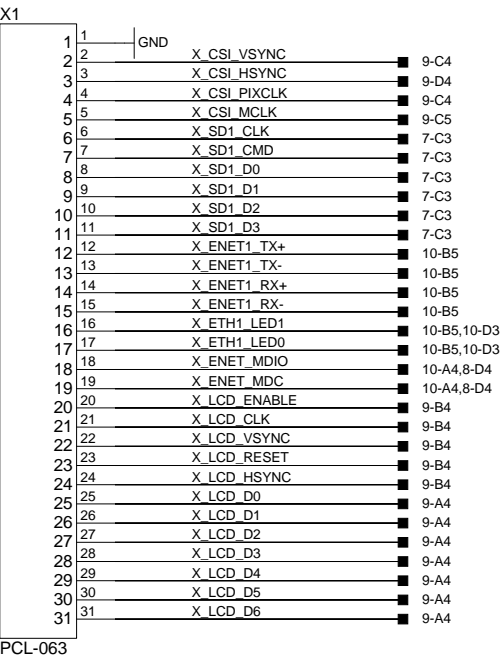 X1
1 1 GND
2 2 X_CSI_VSYNC 9-C4
3 3 X_CSI_HSYNC 9-D4
4 4 X_CSI_PIXCLK 9-C4
5 5 X_CSI_MCLK 9-C5
6 6 X_SD1_CLK 7-C3
7 7 X_SD1_CMD 7-C3
8 8 X_SD1_D0 7-C3
9 9 X_SD1_D1 7-C3
10 10 X_SD1_D2 7-C3
11 11 X_SD1_D3 7-C3
12 12 X_ENET1_TX+ 10-B5
13 13 X_ENET1_TX- 10-B5
14 14 X_ENET1_RX+ 10-B5
15 15 X_ENET1_RX- 10-B5
16 16 X_ETH1_LED1 10-B5,10-D3
17 17 X_ETH1_LED0 10-B5,10-D3
18 18 X_ENET_MDIO 10-A4,8-D4
19 19 X_ENET_MDC 10-A4,8-D4
20 20 X_LCD_ENABLE 9-B4
21 21 X_LCD_CLK 9-B4
22 22 X_LCD_VSYNC 9-B4
23 23 X_LCD_RESET 9-B4
24 24 X_LCD_HSYNC 9-B4
25 25 X_LCD_D0 9-A4
26 26 X_LCD_D1 9-A4
27 27 X_LCD_D2 9-A4
28 28 X_LCD_D3 9-A4
29 29 X_LCD_D4 9-A4
30 30 X_LCD_D5 9-A4
31 31 X_LCD_D6 9-A4
PCL-063